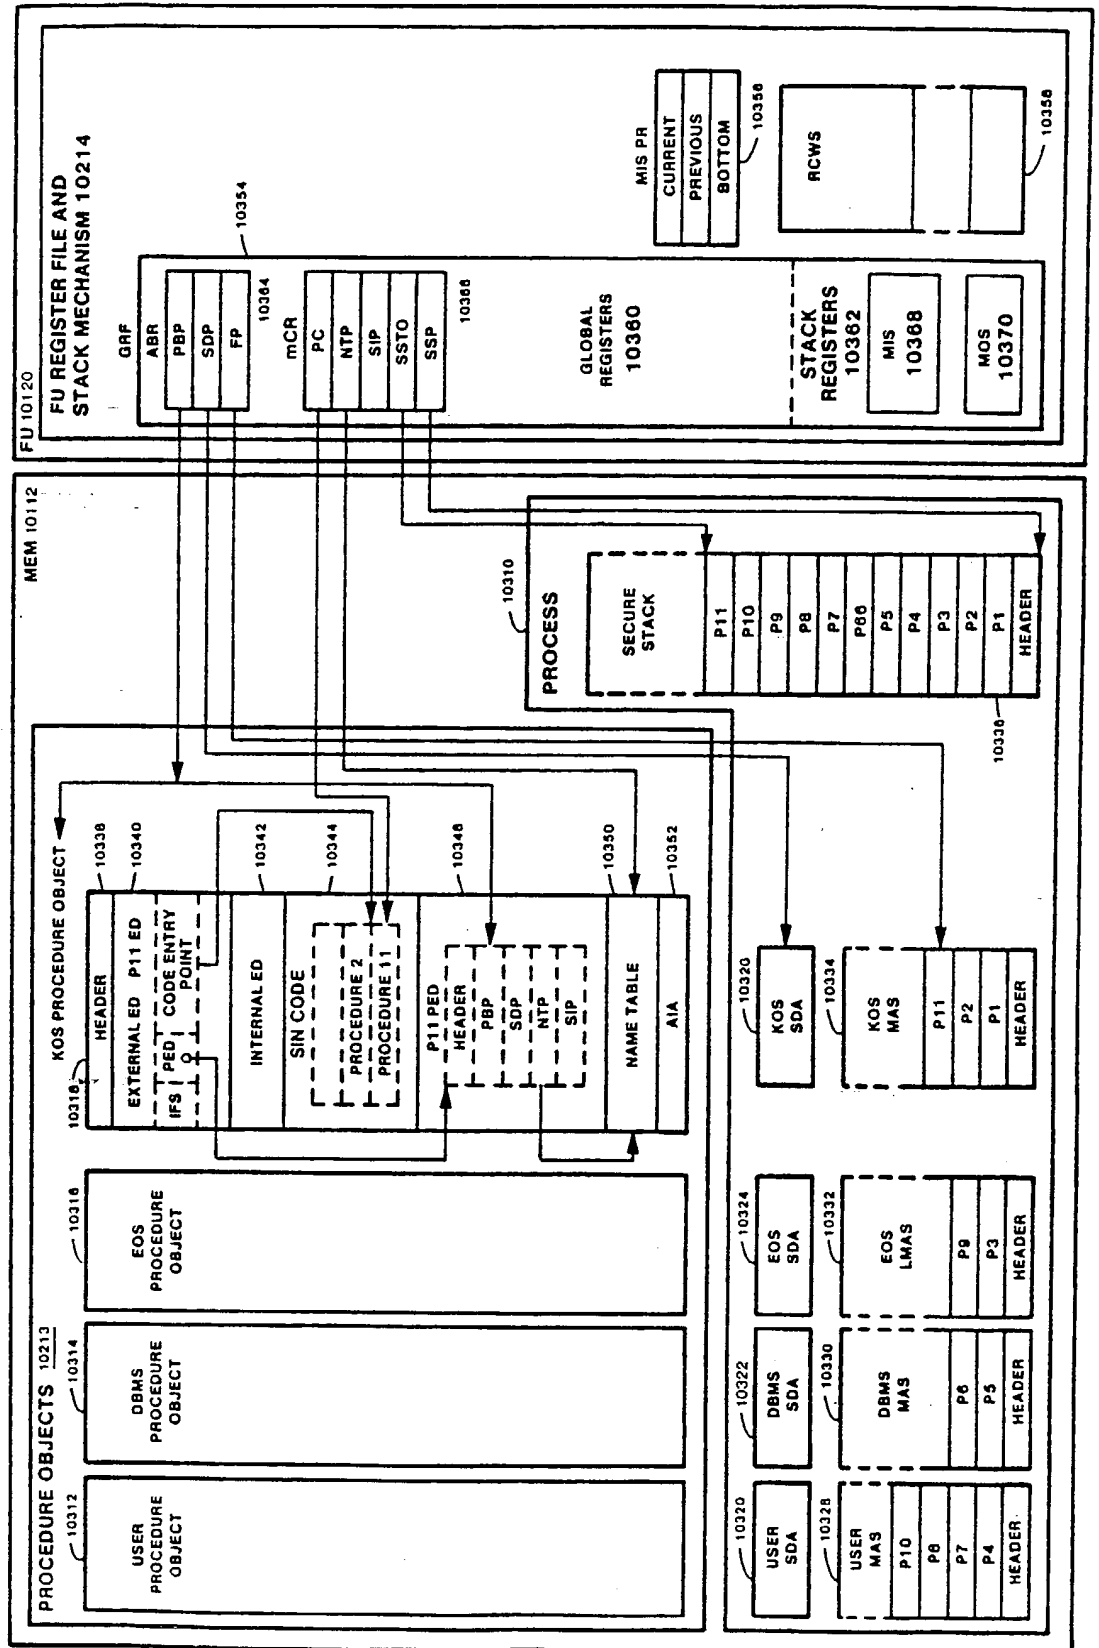 FU 10120
FU REGISTER FILE AND
STACK MECHANISM 10214
GRF
10354
ABR
PBP
SDP
FP
10364
mCR
PC
NTP
SIP
SSTO
SSP
10366
GLOBAL
REGISTERS
10360
STACK
REGISTERS
10362
MIS
10368
MOS
10370
MIS PR
CURRENT
PREVIOUS
BOTTOM
10356
RCWS
10358
MEM 10112
PROCEDURE OBJECTS 10213
10312
USER
PROCEDURE
OBJECT
10314
DBMS
PROCEDURE
OBJECT
10316
EOS
PROCEDURE
OBJECT
KOS PROCEDURE OBJECT
10318
HEADER
10338
EXTERNAL ED P11 ED
10340
IFS PED CODE ENTRY
POINT
INTERNAL ED
10342
SIN CODE
10344
PROCEDURE 2
PROCEDURE 11
P11 PED
10348
HEADER
PBP
SDP
NTP
SIP
NAME TABLE
10350
AIA
10352
10310
PROCESS
SECURE
STACK
P11
P10
P9
P8
P7
P66
P5
P4
P3
P2
P1
HEADER
10336
10320
USER
SDA
10322
DBMS
SDA
10324
EOS
SDA
10320
KOS
SDA
10328
USER
MAS
P10
P8
P7
P4
HEADER
10330
DBMS
MAS
P6
P5
HEADER
10332
EOS
LMAS
P9
P3
HEADER
10334
KOS
MAS
P11
P2
P1
HEADER